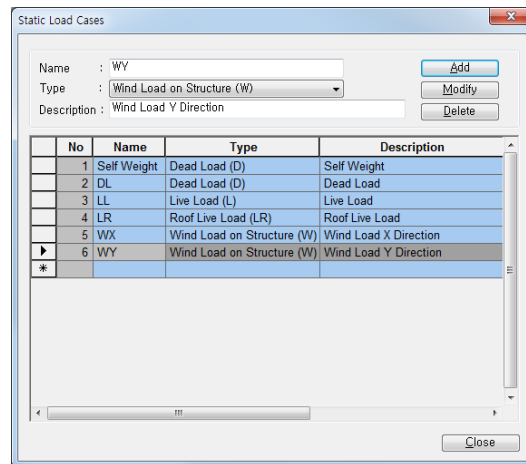 Static Load Cases
Name : WY Add
Type : Wind Load on Structure (W) Modify
Description : Wind Load Y Direction Delete
No Name Type Description
1 Self Weight Dead Load (D) Self Weight
2 DL Dead Load (D) Dead Load
3 LL Live Load (L) Live Load
4 LR Roof Live Load (LR) Roof Live Load
5 WX Wind Load on Structure (W) Wind Load X Direction
6 WY Wind Load on Structure (W) Wind Load Y Direction
Close